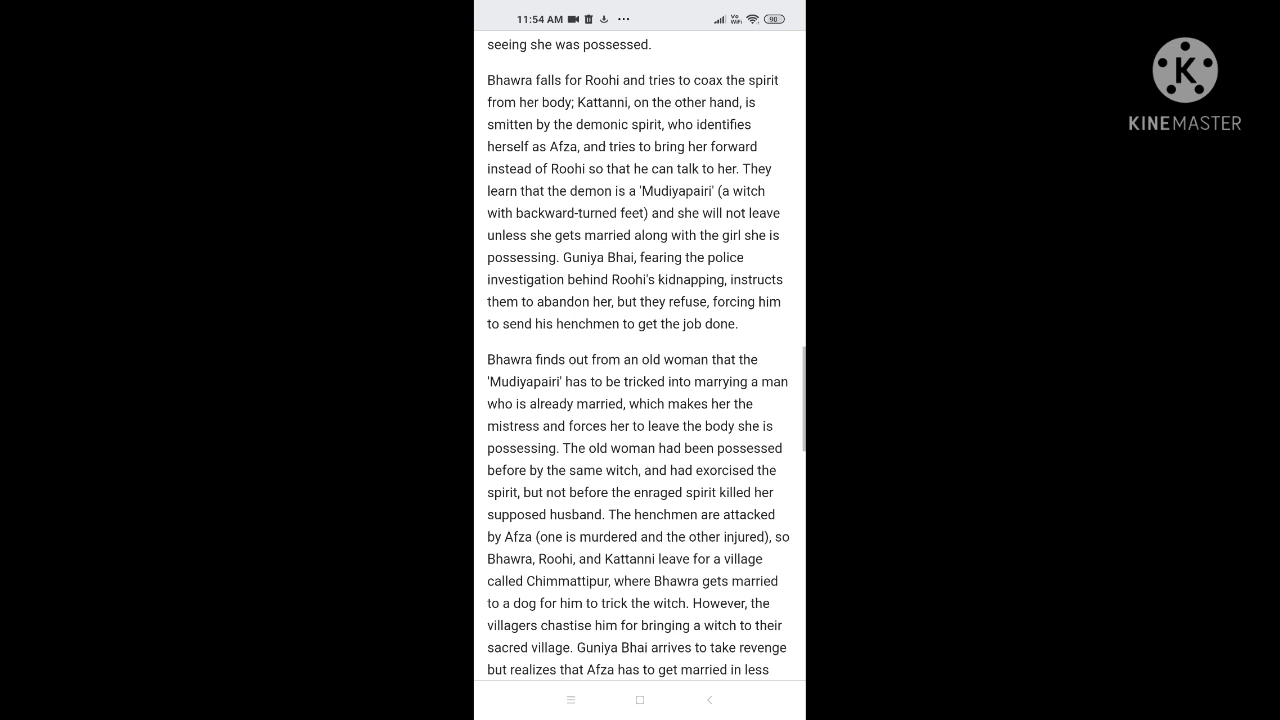 11:54 AM
Vo
WiFi
90
seeing she was possessed.
Bhawra falls for Roohi and tries to coax the spirit
from her body; Kattanni, on the other hand, is
smitten by the demonic spirit, who identifies
herself as Afza, and tries to bring her forward
instead of Roohi so that he can talk to her. They
learn that the demon is a 'Mudiyapairi' (a witch
with backward-turned feet) and she will not leave
unless she gets married along with the girl she is
possessing. Guniya Bhai, fearing the police
investigation behind Roohi's kidnapping, instructs
them to abandon her, but they refuse, forcing him
to send his henchmen to get the job done.
Bhawra finds out from an old woman that the
'Mudiyapairi' has to be tricked into marrying a man
who is already married, which makes her the
mistress and forces her to leave the body she is
possessing. The old woman had been possessed
before by the same witch, and had exorcised the
spirit, but not before the enraged spirit killed her
supposed husband. The henchmen are attacked
by Afza (one is murdered and the other injured), so
Bhawra, Roohi, and Kattanni leave for a village
called Chimmattipur, where Bhawra gets married
to a dog for him to trick the witch. However, the
villagers chastise him for bringing a witch to their
sacred village. Guniya Bhai arrives to take revenge
but realizes that Afza has to get married in less
K
KINEMASTER